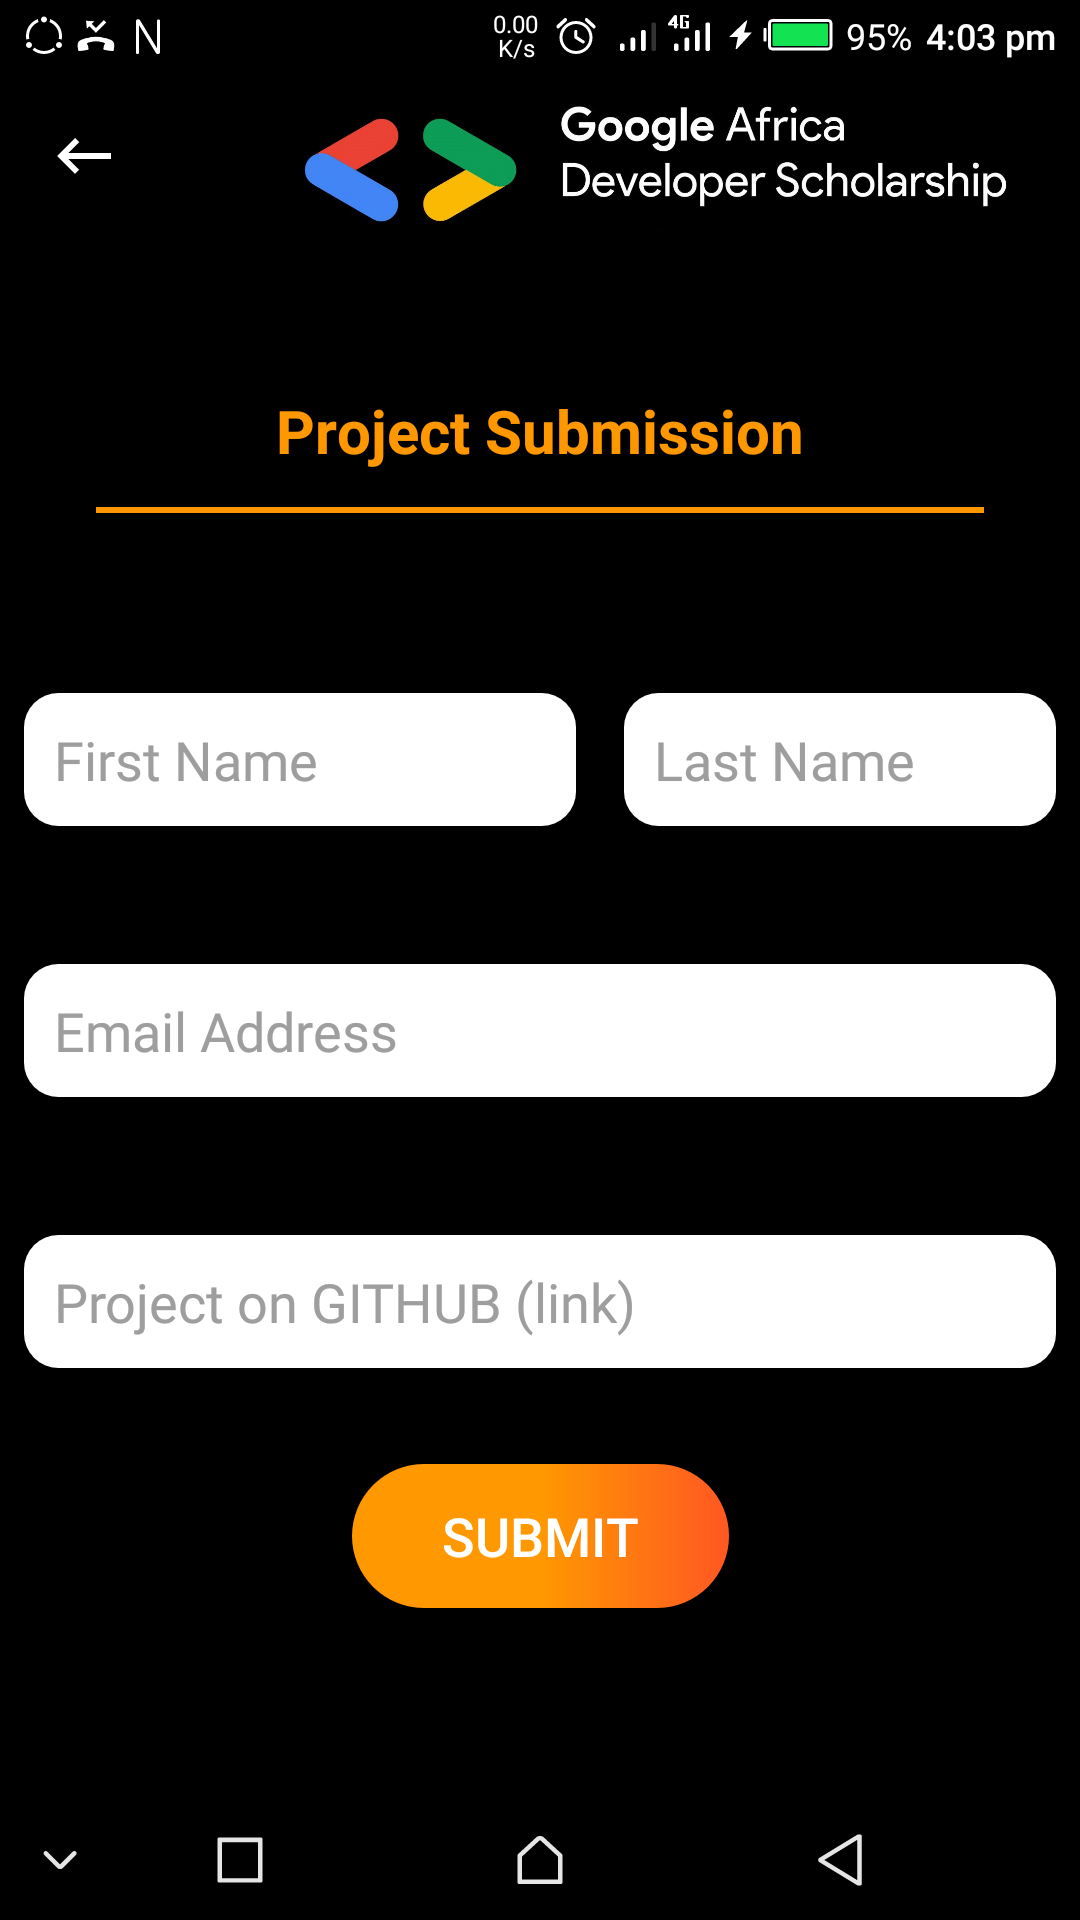 0.00
K/s
4G
95% 4:03 pm
Google Africa
Developer Scholarship
Project Submission
First Name
Last Name
Email Address
Project on GITHUB (link)
SUBMIT